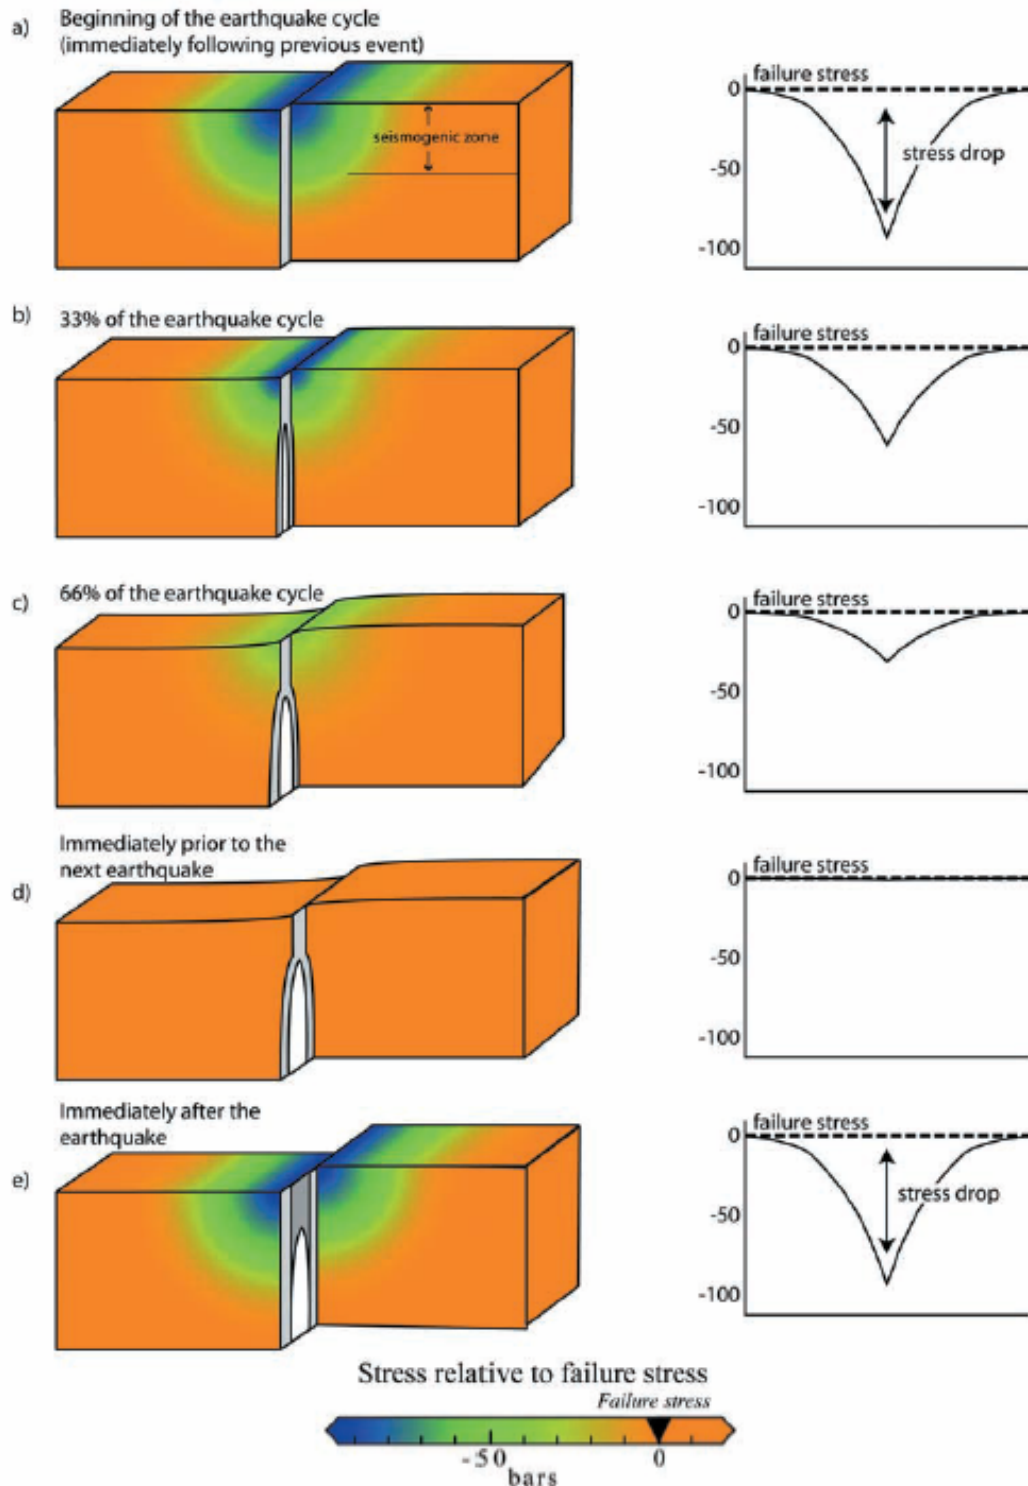 a)
Beginning of the earthquake cycle
(immediately following previous event)
seismogenic zone
failure stress
0
stress drop
-50
-100
b)
33% of the earthquake cycle
failure stress
0
-50
-100
c)
66% of the earthquake cycle
failure stress
0
-50
-100
d)
Immediately prior to the
next earthquake
failure stress
0
-50
-100
e)
Immediately after the
earthquake
failure stress
0
stress drop
-50
-100
Stress relative to failure stress
Failure stress
-50
0
bars